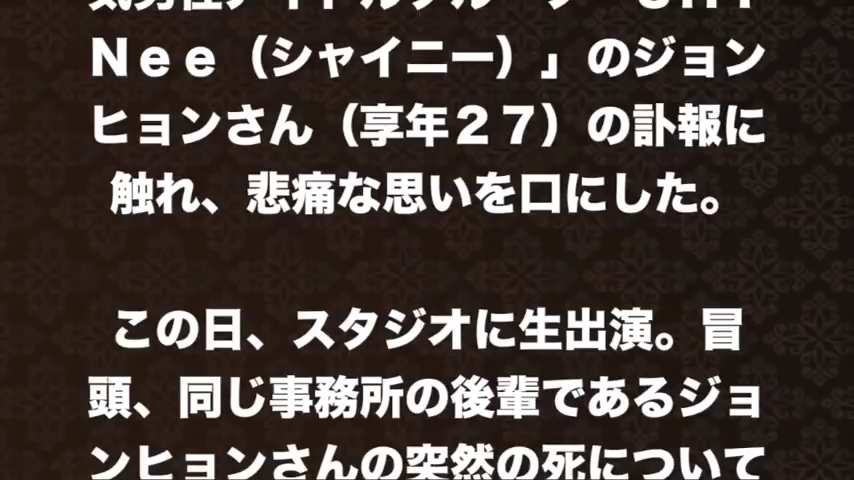 Ｎｅｅ（シャイニー）」のジョン
ヒョンさん（享年２７）の訃報に
触れ、悲痛な思いを口にした。
この日、スタジオに生出演。冒
頭、同じ事務所の後輩であるジョ
ンヒョンさんの突然の死について